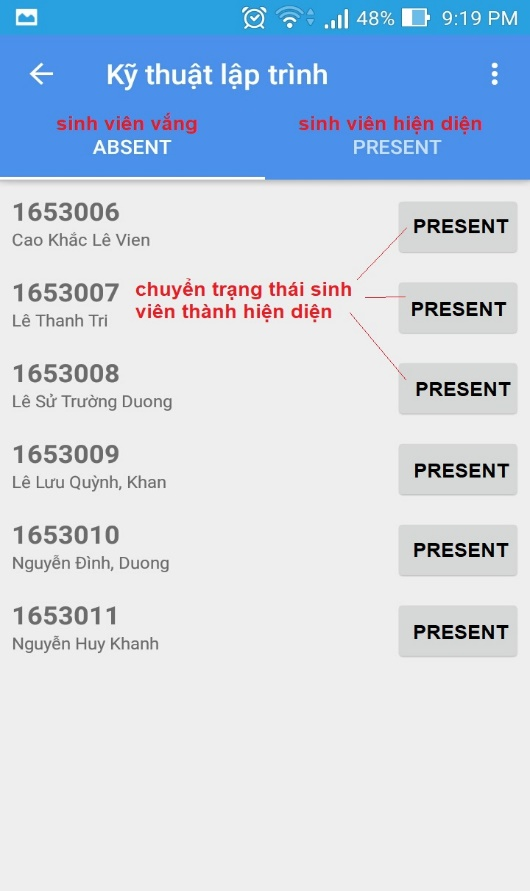 48% 9:19 PM
Kỹ thuật lập trình
sinh viên vắng sinh viên hiện diện
ABSENT PRESENT
1653006
Cao Khắc Lê Vien
PRESENT
1653007
Lê Thanh Tri
chuyển trạng thái sinh
viên thành hiện diện
PRESENT
1653008
Lê Sử Trường Duong
PRESENT
1653009
Lê Lưu Quỳnh, Khan
PRESENT
1653010
Nguyễn Đình, Duong
PRESENT
1653011
Nguyễn Huy Khanh
PRESENT